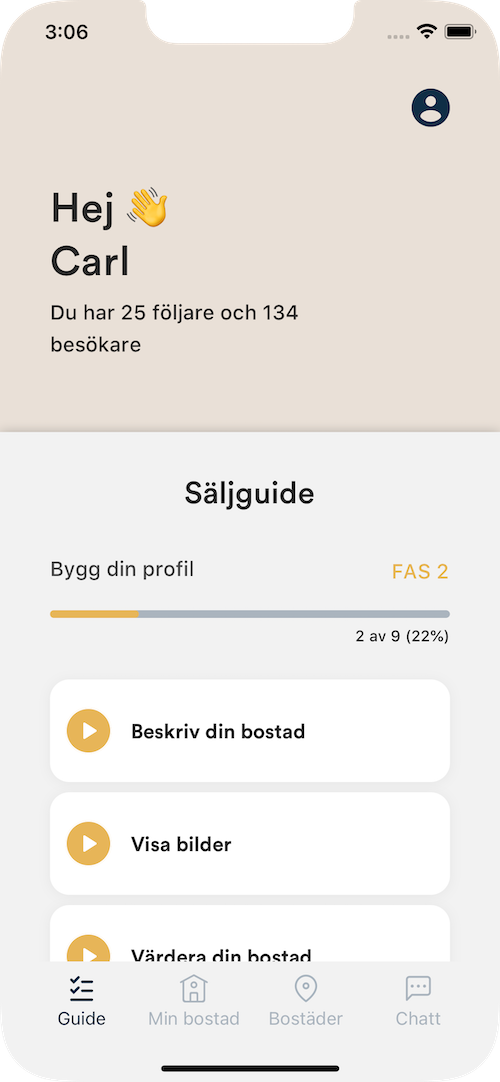 3:06
Hej 👋
Carl
Du har 25 följare och 134
besökare
Säljguide
Bygg din profil
FAS 2
2 av 9 (22%)
Beskriv din bostad
Visa bilder
Värdera din bostad
Guide
Min bostad
Bostäder
Chatt